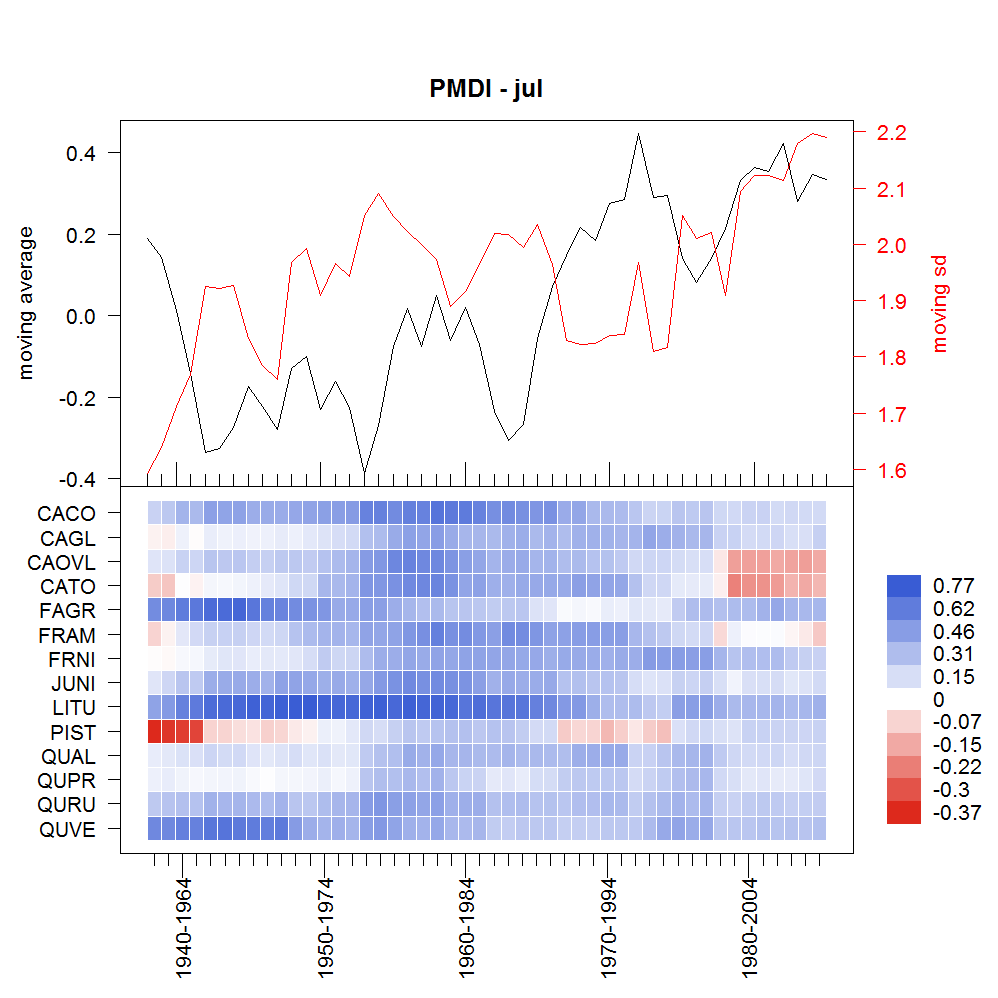 PMDI - jul
moving average
0.4
0.2
0.0
-0.2
-0.4
2.2
2.1
2.0
1.9
1.8
1.7
1.6
moving sd
CACO
CAGL
CAOVL
CATO
FAGR
FRAM
FRNI
JUNI
LITU
PIST
QUAL
QUPR
QURU
QUVE
0.77
0.62
0.46
0.31
0.15
0
-0.07
-0.15
-0.22
-0.3
-0.37
1940-1964
1950-1974
1960-1984
1970-1994
1980-2004